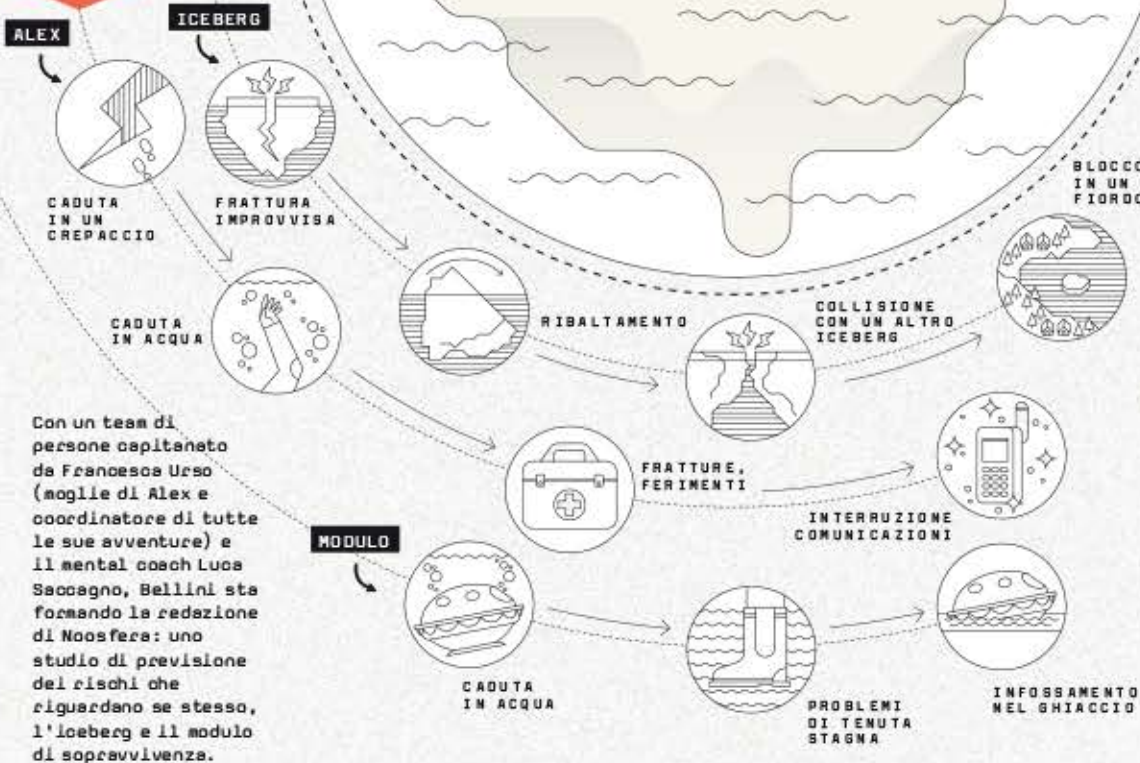 ALEX
ICEBERG
CADUTA
IN UN
CREPACCIO
FRATTURA
IMPROVVISA
BLOCCO
IN UN
FIORDO
CADUTA
IN ACQUA
RIBALTAMENTO
COLLISIONE
CON UN ALTRO
ICEBERG
FRATTURE,
FERIMENTI
INTERRUZIONE
COMUNICAZIONI
Con un team di
persone capitanato
da Francesca Urso
(moglie di Alex e
coordinatore di tutte
le sue avventure) e
il mental coach Luca
Saccagno, Bellini sta
formando la redazione
di Noosfera: uno
studio di previsione
dei rischi che
riguardano se stesso,
l'iceberg e il modulo
di sopravvivenza.
MODULO
CADUTA
IN ACQUA
PROBLEMI
DI TENUTA
STAGNA
INFOSSAMENTO
NEL GHIACCIO